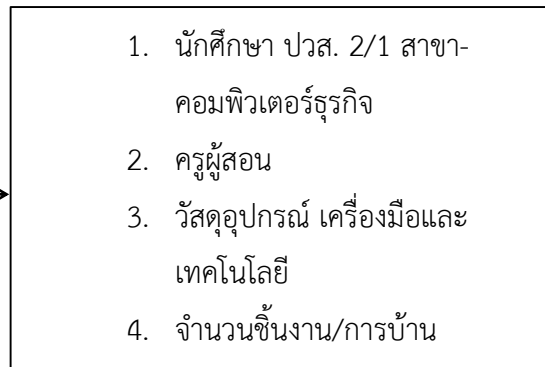 1. นักศึกษา ปวส. 2/1 สาขา-
คอมพิวเตอร์ธุรกิจ
2. ครูผู้สอน
3. วัสดุอุปกรณ์ เครื่องมือและ
เทคโนโลยี
4. จำนวนชิ้นงาน/การบ้าน